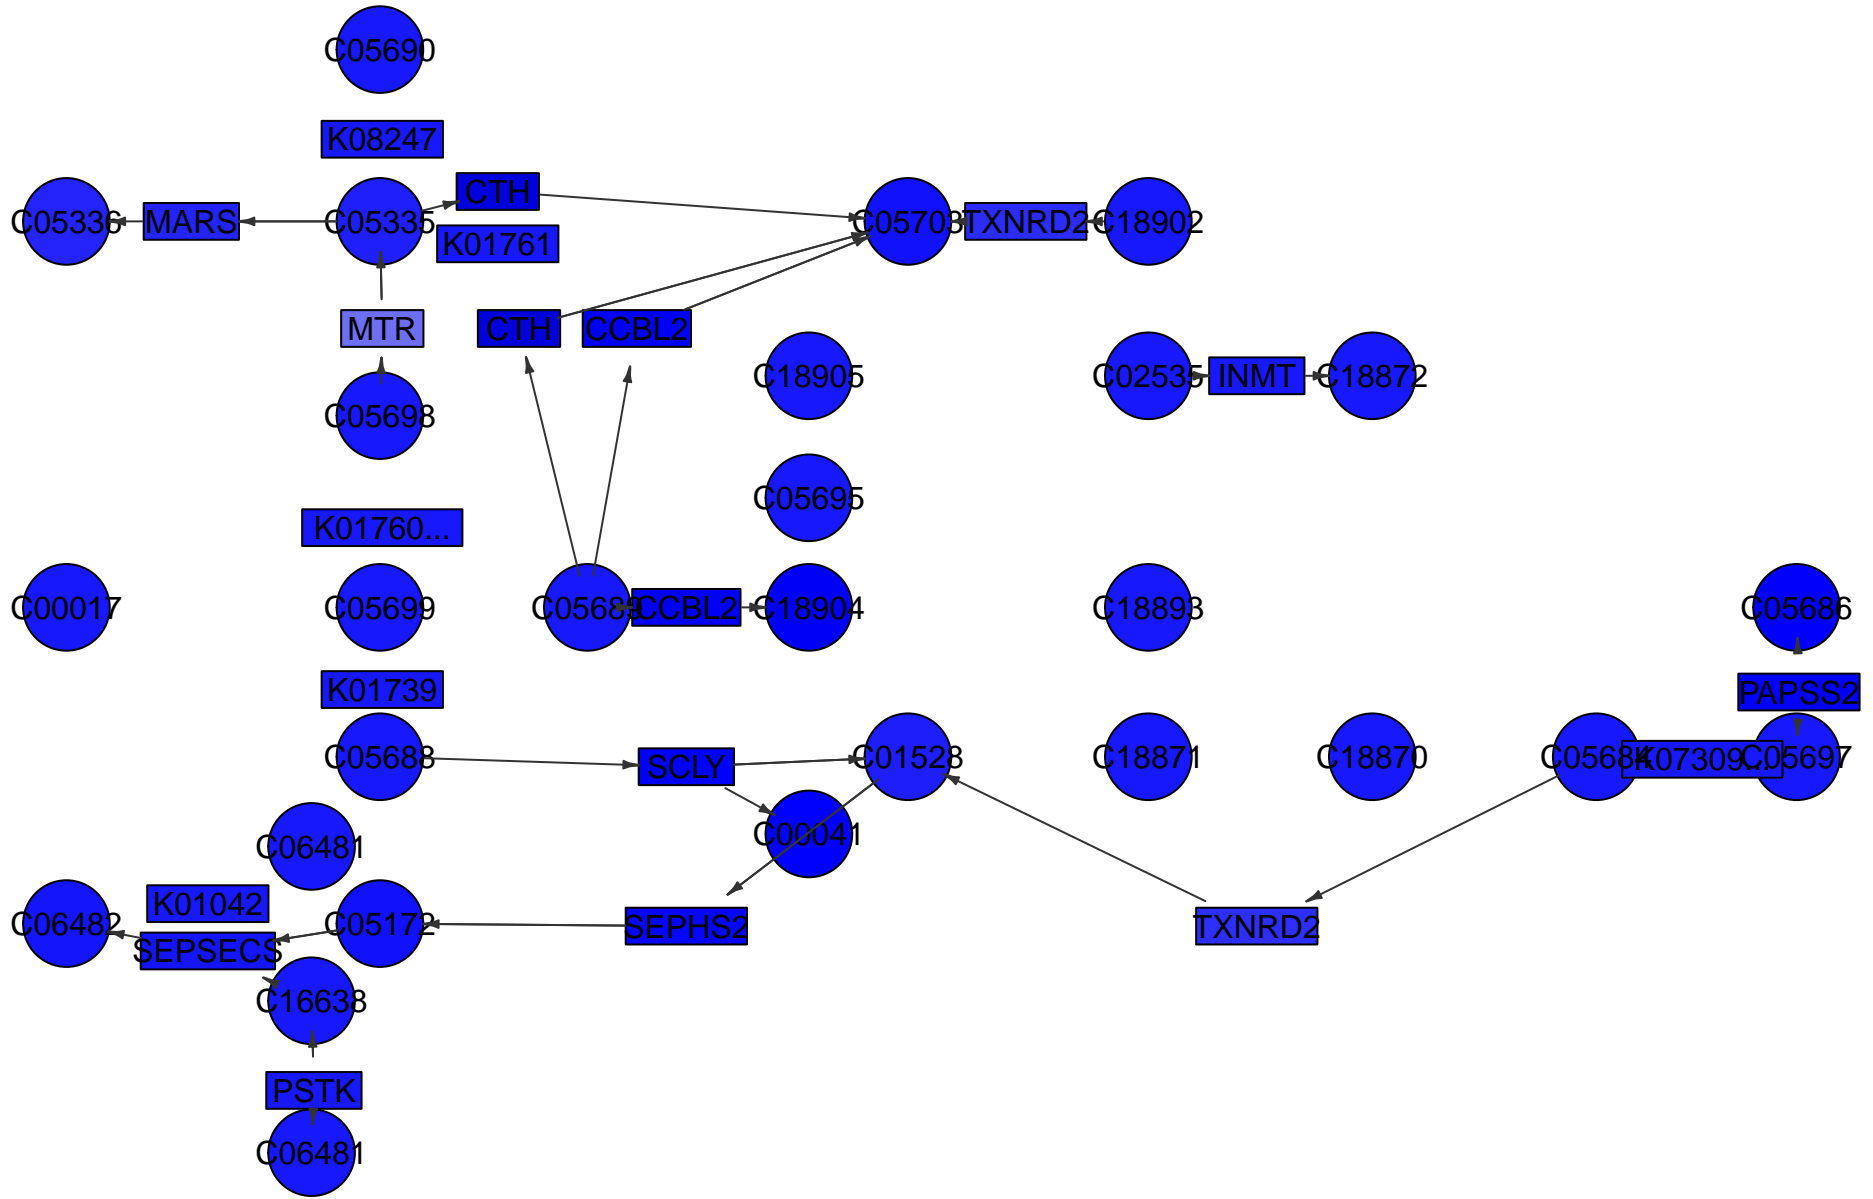 C05690
K08247
CTH
C05336
MARS
C05335
C05703
TXNRD2
C18902
K01761
MTR
CTH
CCBL2
C18905
C02535
INMT
C18872
C05698
C05695
K01760...
C00017
C05699
C05689
CCBL2
C18904
C18893
C05686
K01739
PAPSS2
C05688
SCLY
C01528
C18871
C18870
C05684
K07309...
C05697
C00041
C06481
K01042
C06482
SEPSECS
C05172
SEPHS2
TXNRD2
C16638
PSTK
C06481